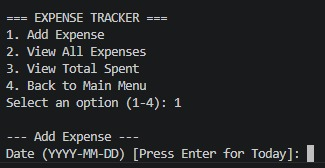 === EXPENSE TRACKER ===
1. Add Expense
2. View All Expenses
3. View Total Spent
4. Back to Main Menu
Select an option (1-4): 1
--- Add Expense ---
Date (YYYY-MM-DD) [Press Enter for Today]: